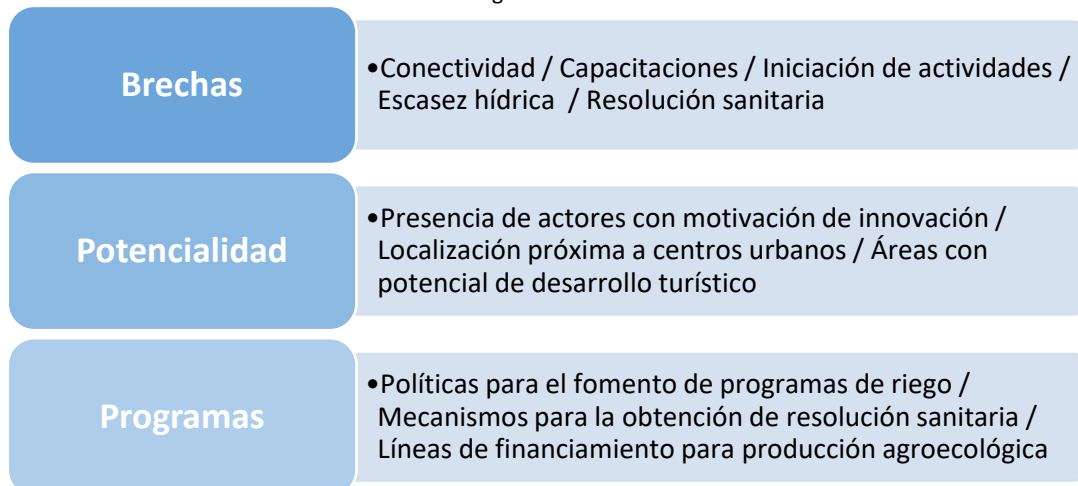 Brechas
•Conectividad / Capacitaciones / Iniciación de actividades /
Escasez hídrica / Resolución sanitaria
Potencialidad
•Presencia de actores con motivación de innovación /
Localización próxima a centros urbanos / Áreas con
potencial de desarrollo turístico
Programas
•Políticas para el fomento de programas de riego /
Mecanismos para la obtención de resolución sanitaria /
Líneas de financiamiento para producción agroecológica